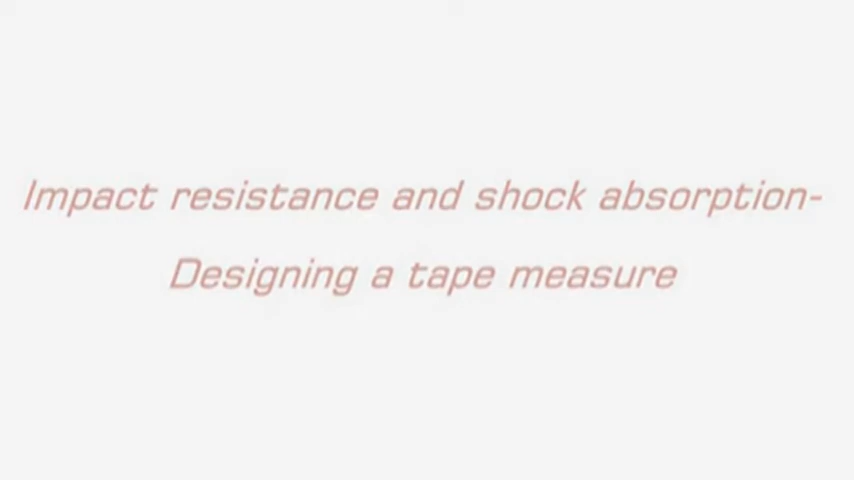 Impact resistance and shock absorption-
Designing a tape measure